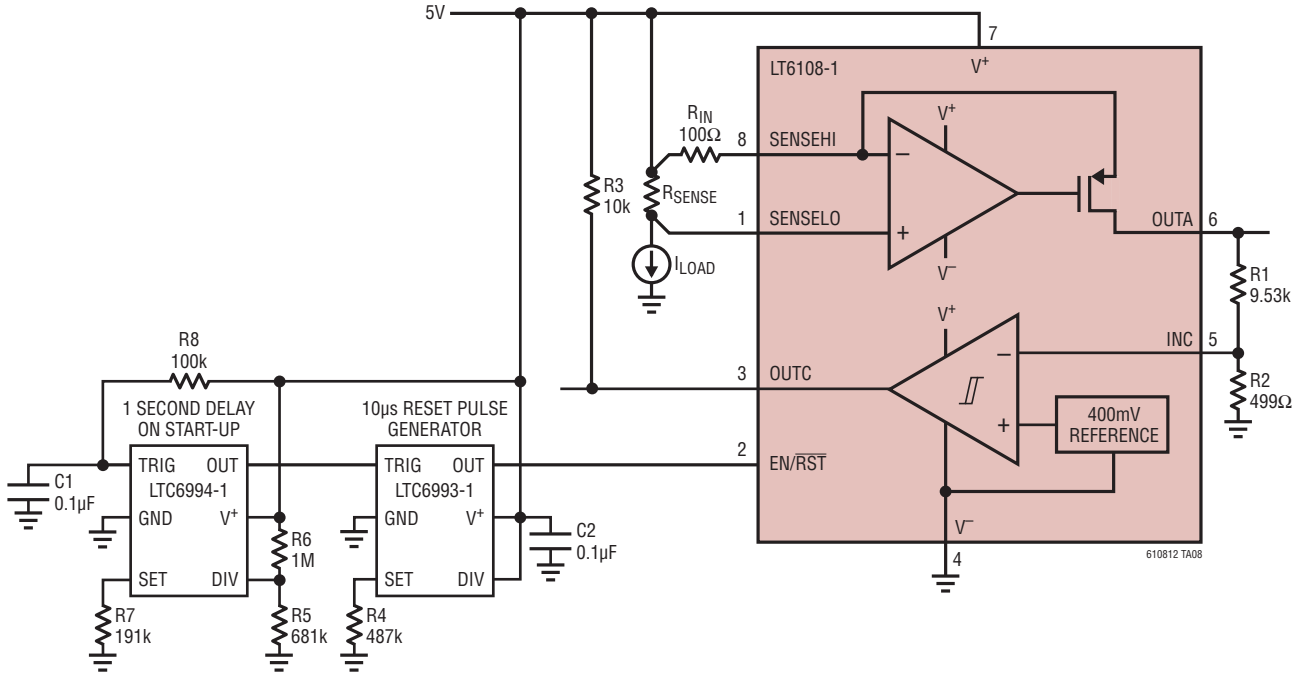 5V
7
LT6108-1
V+
RIN
100Ω
8
SENSEHI
V+
−
R3
10k
RSENSE
1
SENSELO
+
V−
OUTA
6
ILOAD
R1
9.53k
V+
INC
5
−
R8
100k
3
OUTC
R2
499Ω
1 SECOND DELAY
ON START-UP
10µs RESET PULSE
GENERATOR
+
400mV
REFERENCE
2
EN/RST
C1
0.1µF
TRIG
OUT
LTC6994-1
GND
V+
SET
DIV
TRIG
OUT
LTC6993-1
GND
V+
SET
DIV
R6
1M
C2
0.1µF
V−
4
610812 TA08
R7
191k
R5
681k
R4
487k